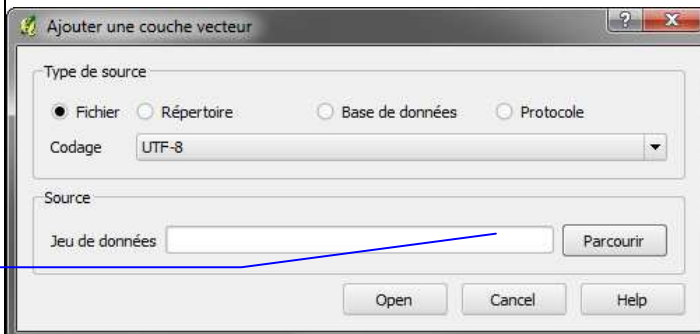 Ajouter une couche vecteur
Type de source
Fichier Répertoire Base de données Protocole
Codage UTF-8
Source
Jeu de données Parcourir
Open Cancel Help